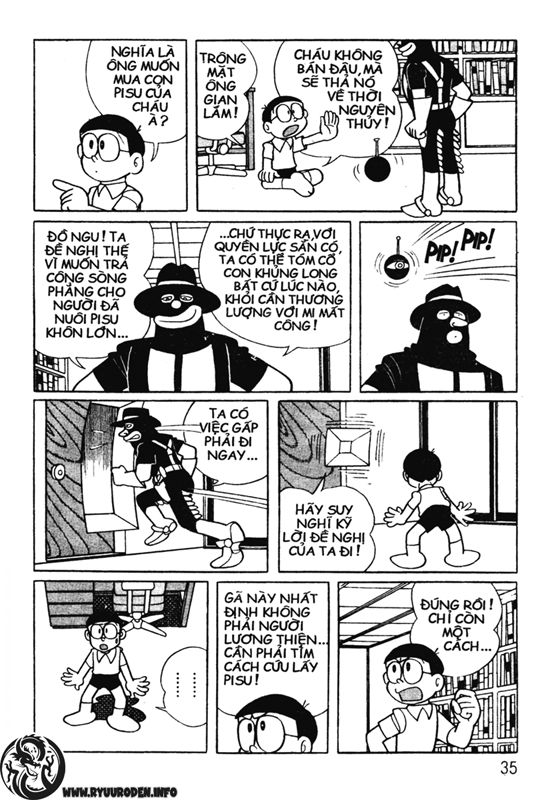 NGHĨA LÀ
ÔNG MUỐN
MUA CON
PISU CỦA
CHÁU
À?
TRÔNG
MẶT
ÔNG
GIAN
LẮM!
CHÁU KHÔNG
BÁN ĐÂU, MÀ
SẼ THẢ NÓ
VỀ THỜI
NGUYÊN
THỦY!
ĐỒ NGU! TA
ĐỀ NGHỊ THẾ
VÌ MUỐN TRẢ
CÔNG SÒNG
PHẲNG CHO
NGƯỜI ĐÃ
NUÔI PISU
KHÔN LỚN...
...CHỨ THỰC RA VỚI
QUYỀN LỰC SẴN CÓ,
TA CÓ THỂ TÓM CỔ
CON KHỦNG LONG
BẤT CỨ LÚC NÀO,
KHỎI CẦN THƯƠNG
LƯỢNG VỚI MI MẤT
CÔNG!
PIP! PIP!
TA CÓ
VIỆC GẤP
PHẢI ĐI
NGAY...
HÃY SUY
NGHĨ KỸ
LỜI ĐỀ NGHỊ
CỦA TA ĐI!
......
GÃ NÀY NHẤT
ĐỊNH KHÔNG
PHẢI NGƯỜI
LƯƠNG THIỆN...
CẦN PHẢI TÌM
CÁCH CỨU LẤY
PISU!
ĐÚNG RỒI!
CHỈ CÒN
MỘT
CÁCH...
35
WWW.RYUURODEN.INFO